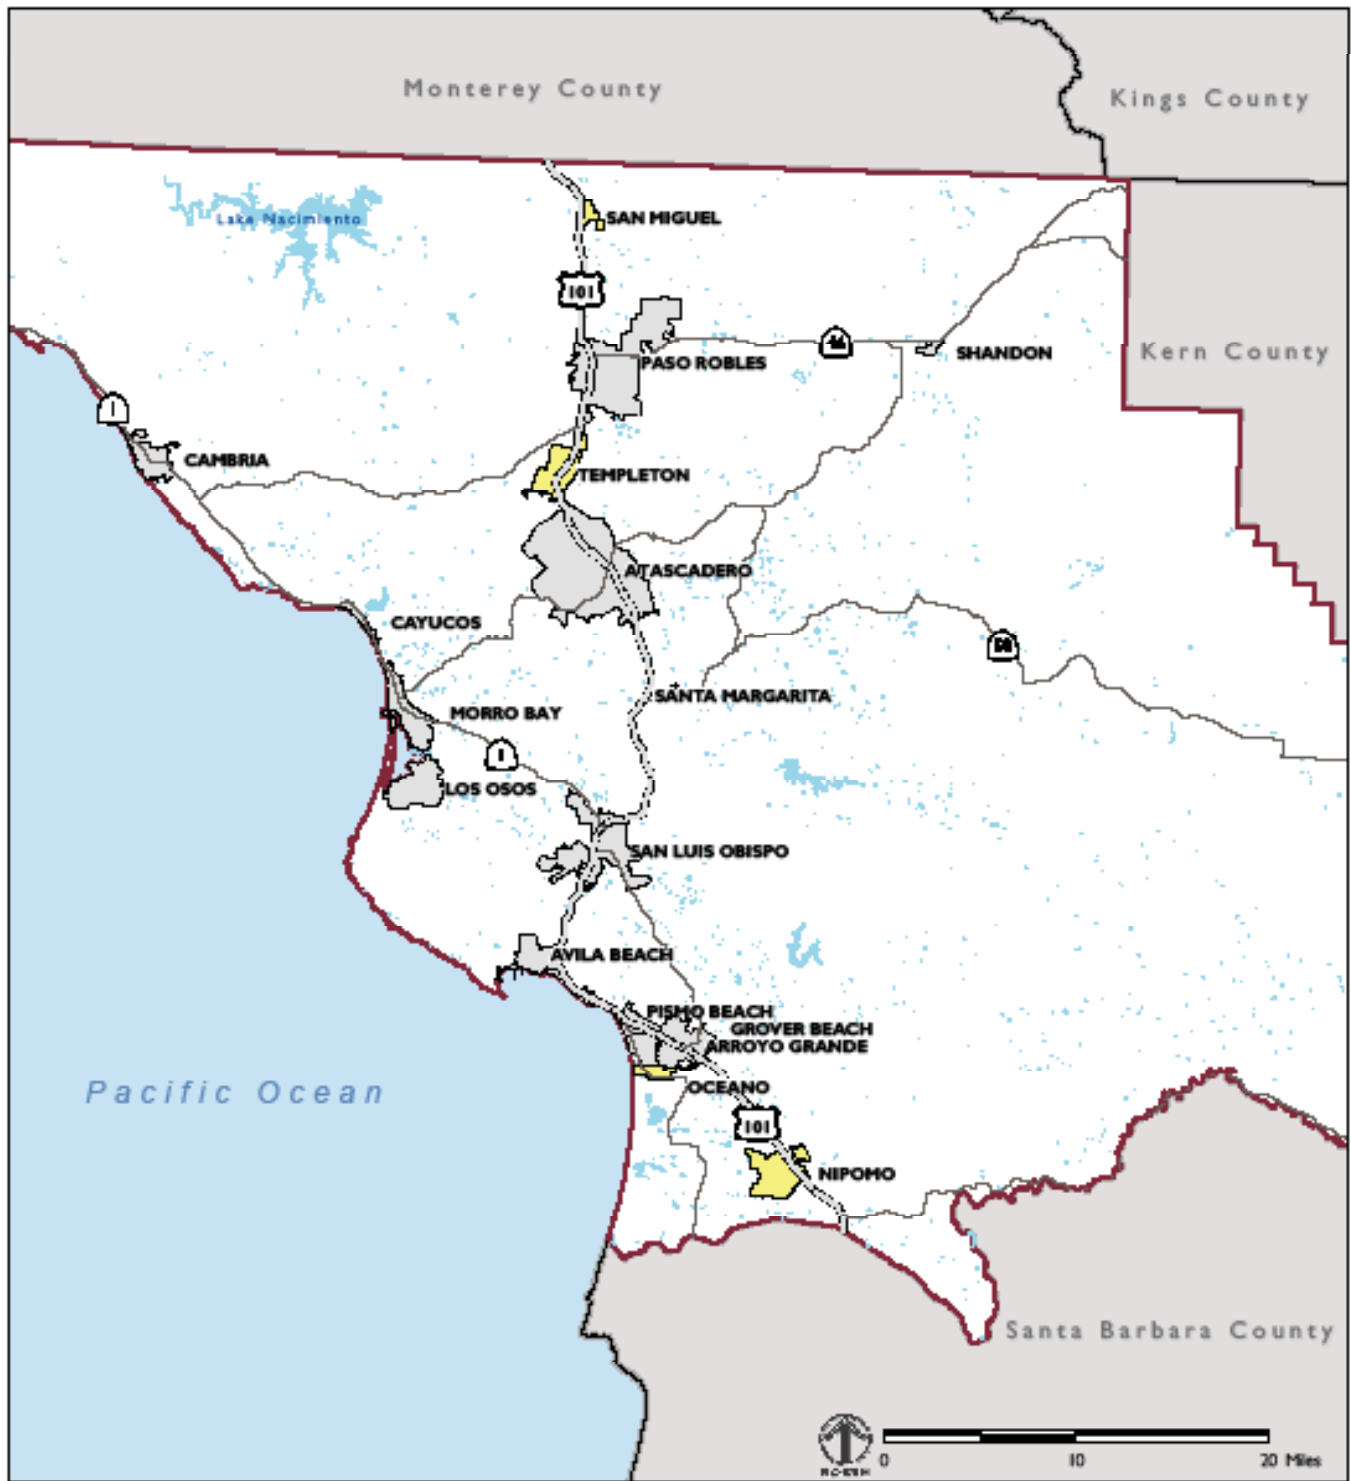 Monterey County
Kings County
Lake Nacimiento
SAN MIGUEL
101
46
PASO ROBLES
SHANDON
Kern County
1
CAMBRIA
TEMPLETON
ATASCADERO
CAYUCOS
58
SANTA MARGARITA
MORRO BAY
1
LOS OSOS
SAN LUIS OBISPO
AVILA BEACH
PISMO BEACH
GROVER BEACH
ARROYO GRANDE
Pacific Ocean
OCEANO
101
NIPOMO
Santa Barbara County
NORTH
0 10 20 Miles